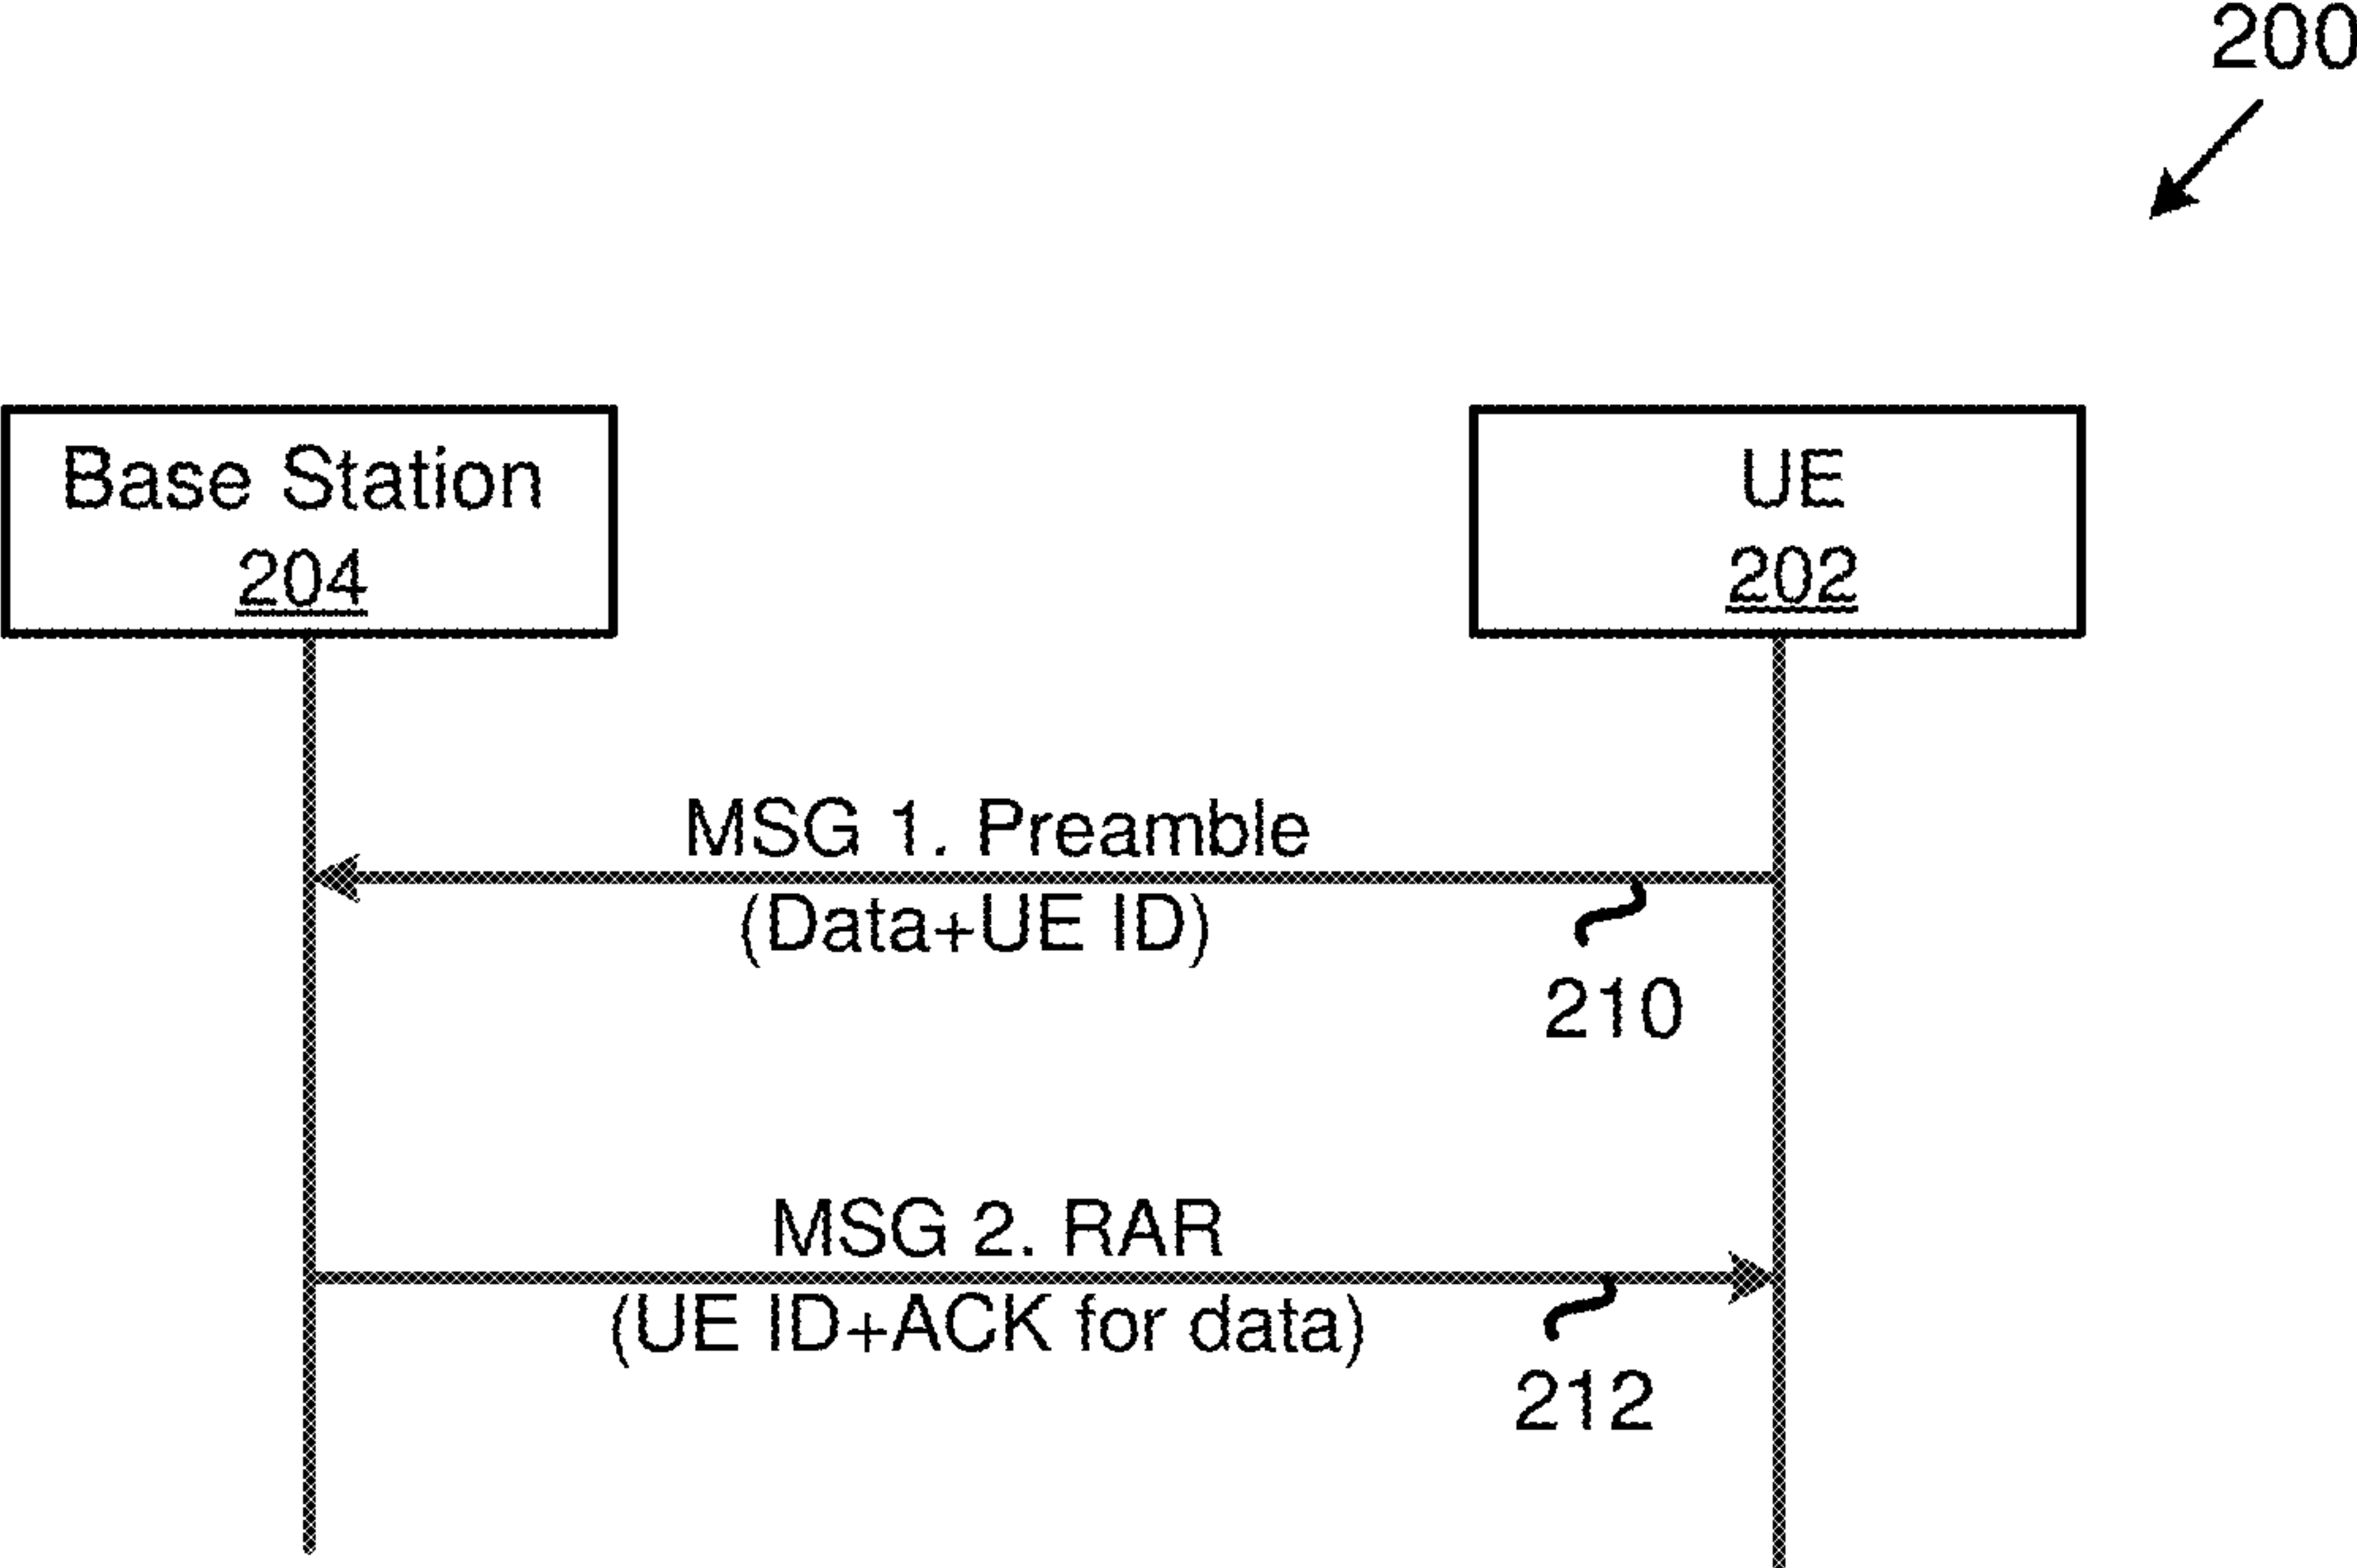 200
Base Station
204
UE
202
MSG 1. Preamble
(Data+UE ID)
210
MSG 2. RAR
(UE ID+ACK for data)
212